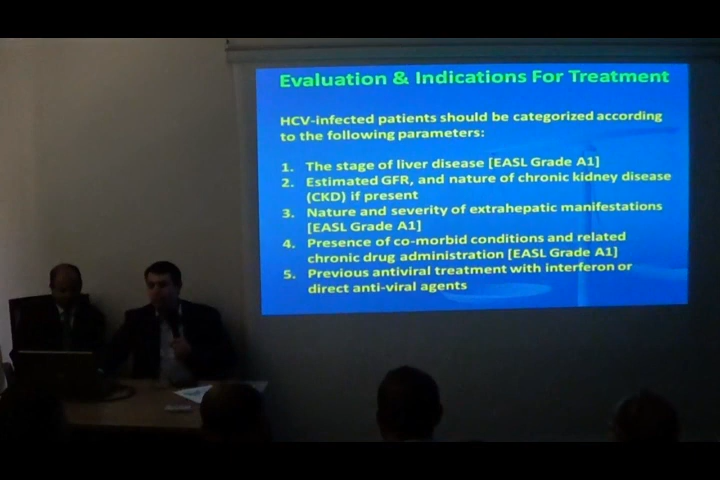 Evaluation & Indications For Treatment
HCV-infected patients should be categorized according
to the following parameters:
1. The stage of liver disease [EASL Grade A1]
2. Estimated GFR, and nature of chronic kidney disease
(CKD) if present
3. Nature and severity of extrahepatic manifestations
[EASL Grade A1]
4. Presence of co-morbid conditions and related
chronic drug administration [EASL Grade A1]
5. Previous antiviral treatment with interferon or
direct anti-viral agents